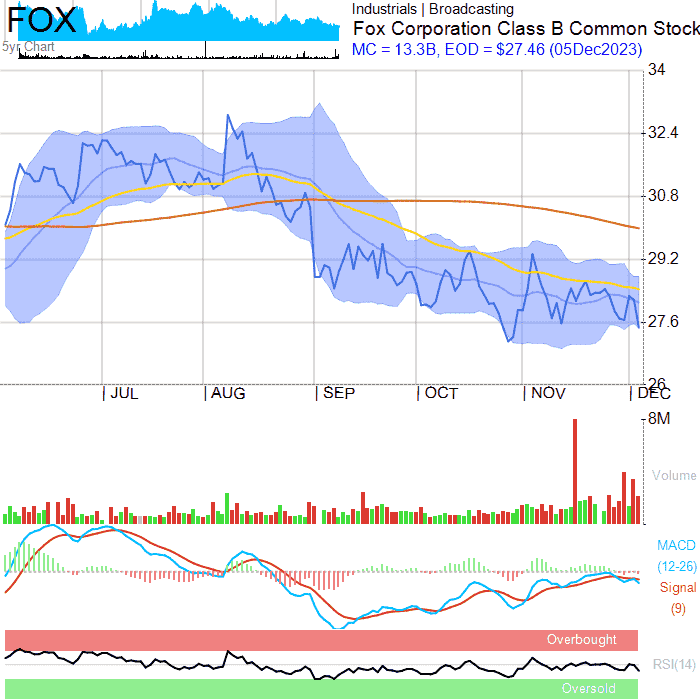 FOX
Industrials | Broadcasting
Fox Corporation Class B Common Stock
5yr Chart
MC = 13.3B, EOD = $27.46 (05Dec2023)
34
32.4
30.8
29.2
27.6
26
| JUL | AUG | SEP | OCT | NOV | DEC
8M
Volume
MACD
(12-26)
Signal
(9)
Overbought
RSI(14)
Oversold